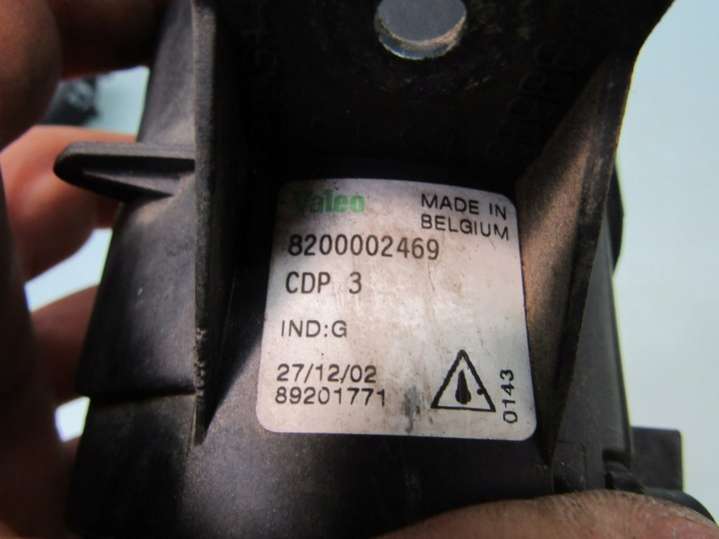 Valeo
MADE IN
BELGIUM
8200002469
CDP 3
IND:G
27/12/02
89201771
0143